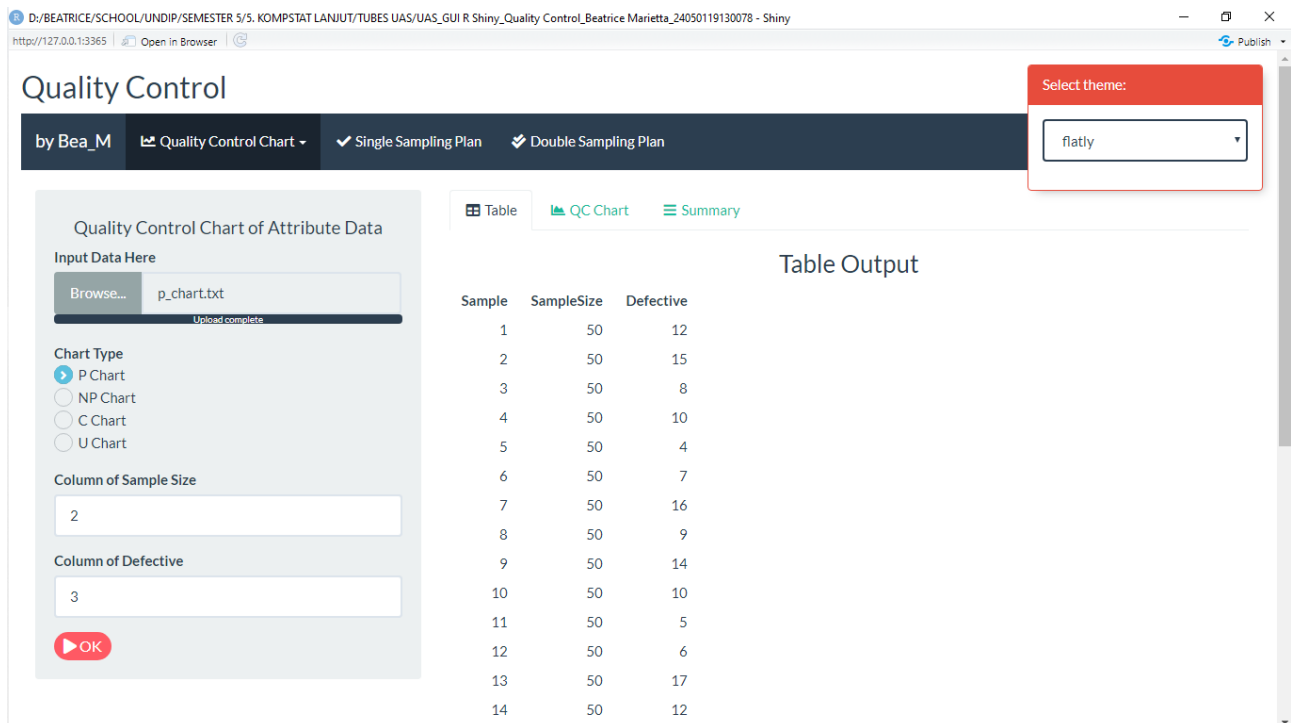 D:/BEATRICE/SCHOOL/UNDIP/SEMESTER 5/5. KOMPSTAT LANJUT/TUBES UAS/UAS_GUI R Shiny_Quality Control_Beatrice Marietta_24050119130078 - Shiny
http://127.0.0.1:3365 Open in Browser Publish
Quality Control
Select theme:
flatly
by Bea_M Quality Control Chart Single Sampling Plan Double Sampling Plan
Quality Control Chart of Attribute Data
Input Data Here
Browse... p_chart.txt
Upload complete
Chart Type
P Chart
NP Chart
C Chart
U Chart
Column of Sample Size
2
Column of Defective
3
OK
Table QC Chart Summary
Table Output
Sample SampleSize Defective
1 50 12
2 50 15
3 50 8
4 50 10
5 50 4
6 50 7
7 50 16
8 50 9
9 50 14
10 50 10
11 50 5
12 50 6
13 50 17
14 50 12